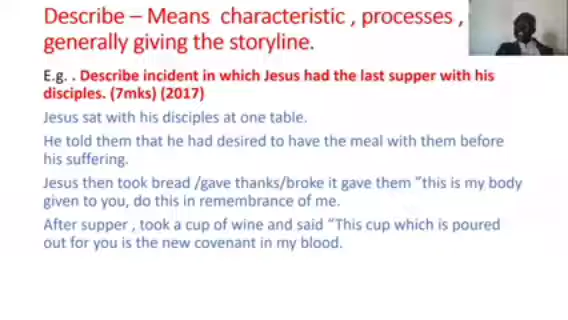 Describe – Means  characteristic , processes ,
generally giving the storyline.
E.g. . Describe incident in which Jesus had the last supper with his
disciples. (7mks) (2017)
Jesus sat with his disciples at one table.
He told them that he had desired to have the meal with them before
his suffering.
Jesus then took bread /gave thanks/broke it gave them “this is my body
given to you, do this in remembrance of me.
After supper , took a cup of wine and said “This cup which is poured
out for you is the new covenant in my blood.